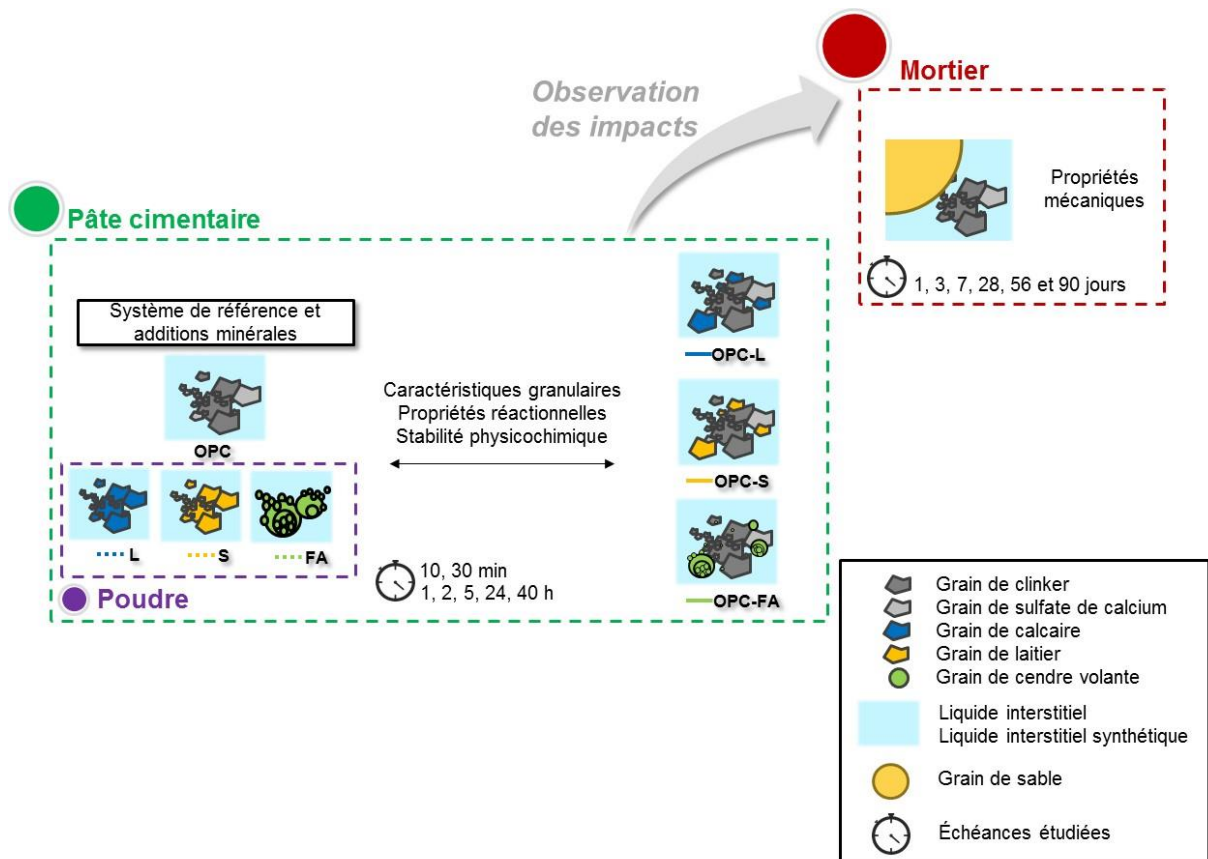 Observation
des impacts
Mortier
Propriétés
mécaniques
1, 3, 7, 28, 56 et 90 jours
Pâte cimentaire
Système de référence et
additions minérales
OPC
L
S
FA
Poudre
Caractéristiques granulaires
Propriétés réactionnelles
Stabilité physicochimique
10, 30 min
1, 2, 5, 24, 40 h
OPC-L
OPC-S
OPC-FA
Grain de clinker
Grain de sulfate de calcium
Grain de calcaire
Grain de laitier
Grain de cendre volante
Liquide interstitiel
Liquide interstitiel synthétique
Grain de sable
Échéances étudiées